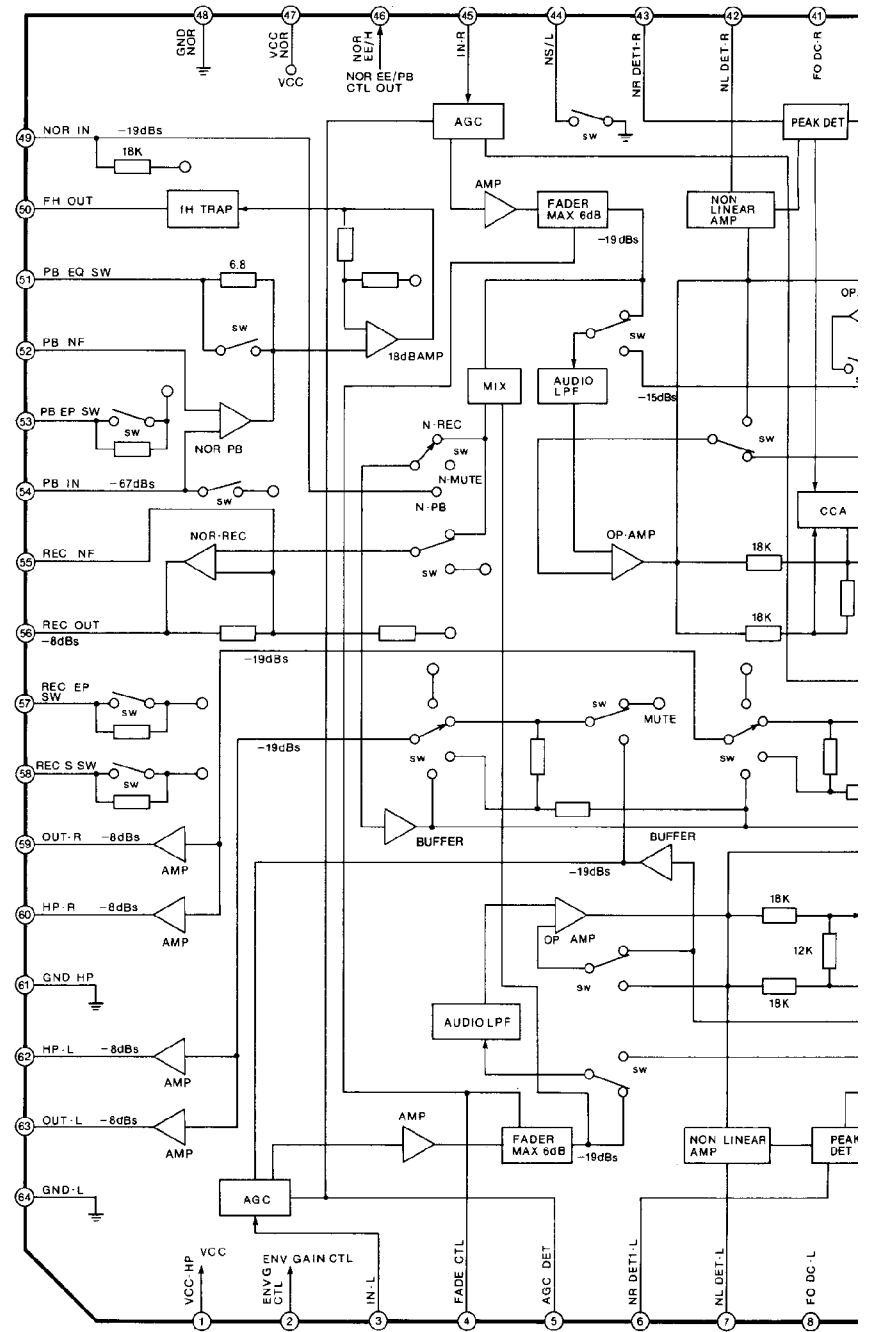 48
47
46
45
44
43
42
41
GND
NOR
VCC
NOR
VCC
NOR
EE/H
NOR EE/PB
CTL OUT
IN-R
NS/L
NR DET1-R
NL DET-R
FO DC-R
AGC
SW
PEAK DET
49
NOR IN
-19dBs
18K
50
FH OUT
fH TRAP
AMP
FADER
MAX 6dB
-19dBs
NON
LINEAR
AMP
51
PB EQ SW
6.8
SW
OP
52
PB NF
18dBAMP
SW
MIX
AUDIO
LPF
-15dBs
53
PB EP SW
SW
NOR PB
N-REC
SW
N-MUTE
N-PB
SW
54
PB IN
-67dBs
SW
CCA
55
REC NF
NOR-REC
SW
OP-AMP
18K
18K
56
REC OUT
-8dBs
-19dBs
57
REC EP
SW
SW
-19dBs
SW
SW
MUTE
SW
58
REC S SW
SW
59
OUT-R
-8dBs
AMP
BUFFER
BUFFER
-19dBs
60
HP-R
-8dBs
AMP
OP AMP
18K
12K
18K
SW
61
GND HP
AUDIO LPF
62
HP-L
-8dBs
AMP
SW
63
OUT-L
-8dBs
AMP
AMP
FADER
MAX 6dB
-19dBs
NON LINEAR
AMP
PEAK
DET
64
GND-L
AGC
VCC-HP
VCC
ENV G
CTL
ENV GAIN CTL
IN-L
FADE CTL
AGC DET
NR DET1-L
NL DET-L
FO DC-L
1
2
3
4
5
6
7
8